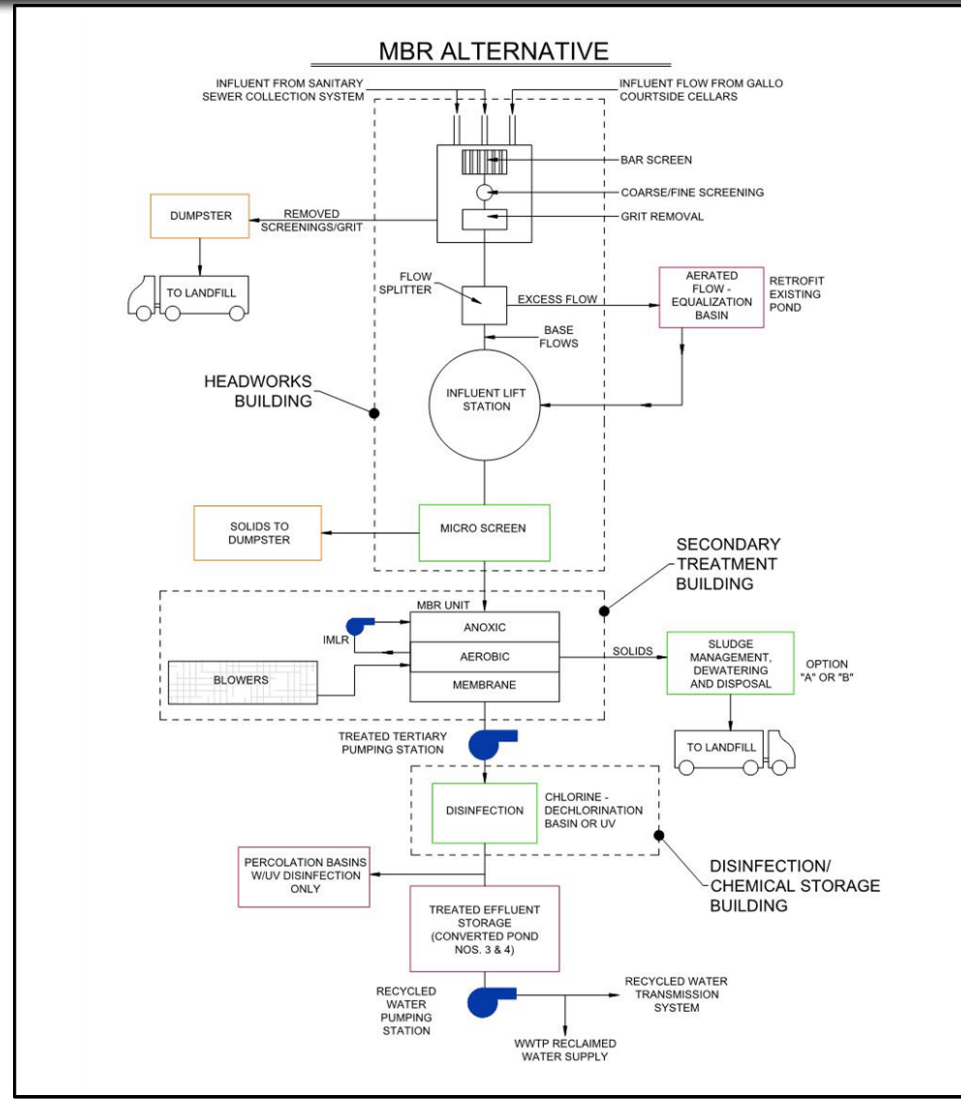 MBR ALTERNATIVE
INFLUENT FROM SANITARY
SEWER COLLECTION SYSTEM
INFLUENT FLOW FROM GALLO
COURTSIDE CELLARS
BAR SCREEN
COARSE/FINE SCREENING
GRIT REMOVAL
DUMPSTER
REMOVED
SCREENINGS/GRIT
TO LANDFILL
FLOW
SPLITTER
EXCESS FLOW
AERATED
FLOW -
EQUALIZATION
BASIN
RETROFIT
EXISTING
POND
BASE
FLOWS
HEADWORKS
BUILDING
INFLUENT LIFT
STATION
SOLIDS TO
DUMPSTER
MICRO SCREEN
SECONDARY
TREATMENT
BUILDING
MBR UNIT
ANOXIC
IMLR
AEROBIC
MEMBRANE
BLOWERS
SOLIDS
SLUDGE
MANAGEMENT,
DEWATERING
AND DISPOSAL
OPTION
"A" OR "B"
TO LANDFILL
TREATED TERTIARY
PUMPING STATION
DISINFECTION
CHLORINE -
DECHLORINATION
BASIN OR UV
PERCOLATION BASINS
W/UV DISINFECTION
ONLY
DISINFECTION/
CHEMICAL STORAGE
BUILDING
TREATED EFFLUENT
STORAGE
(CONVERTED POND
NOS. 3 & 4)
RECYCLED
WATER
PUMPING
STATION
RECYCLED WATER
TRANSMISSION
SYSTEM
WWTP RECLAIMED
WATER SUPPLY